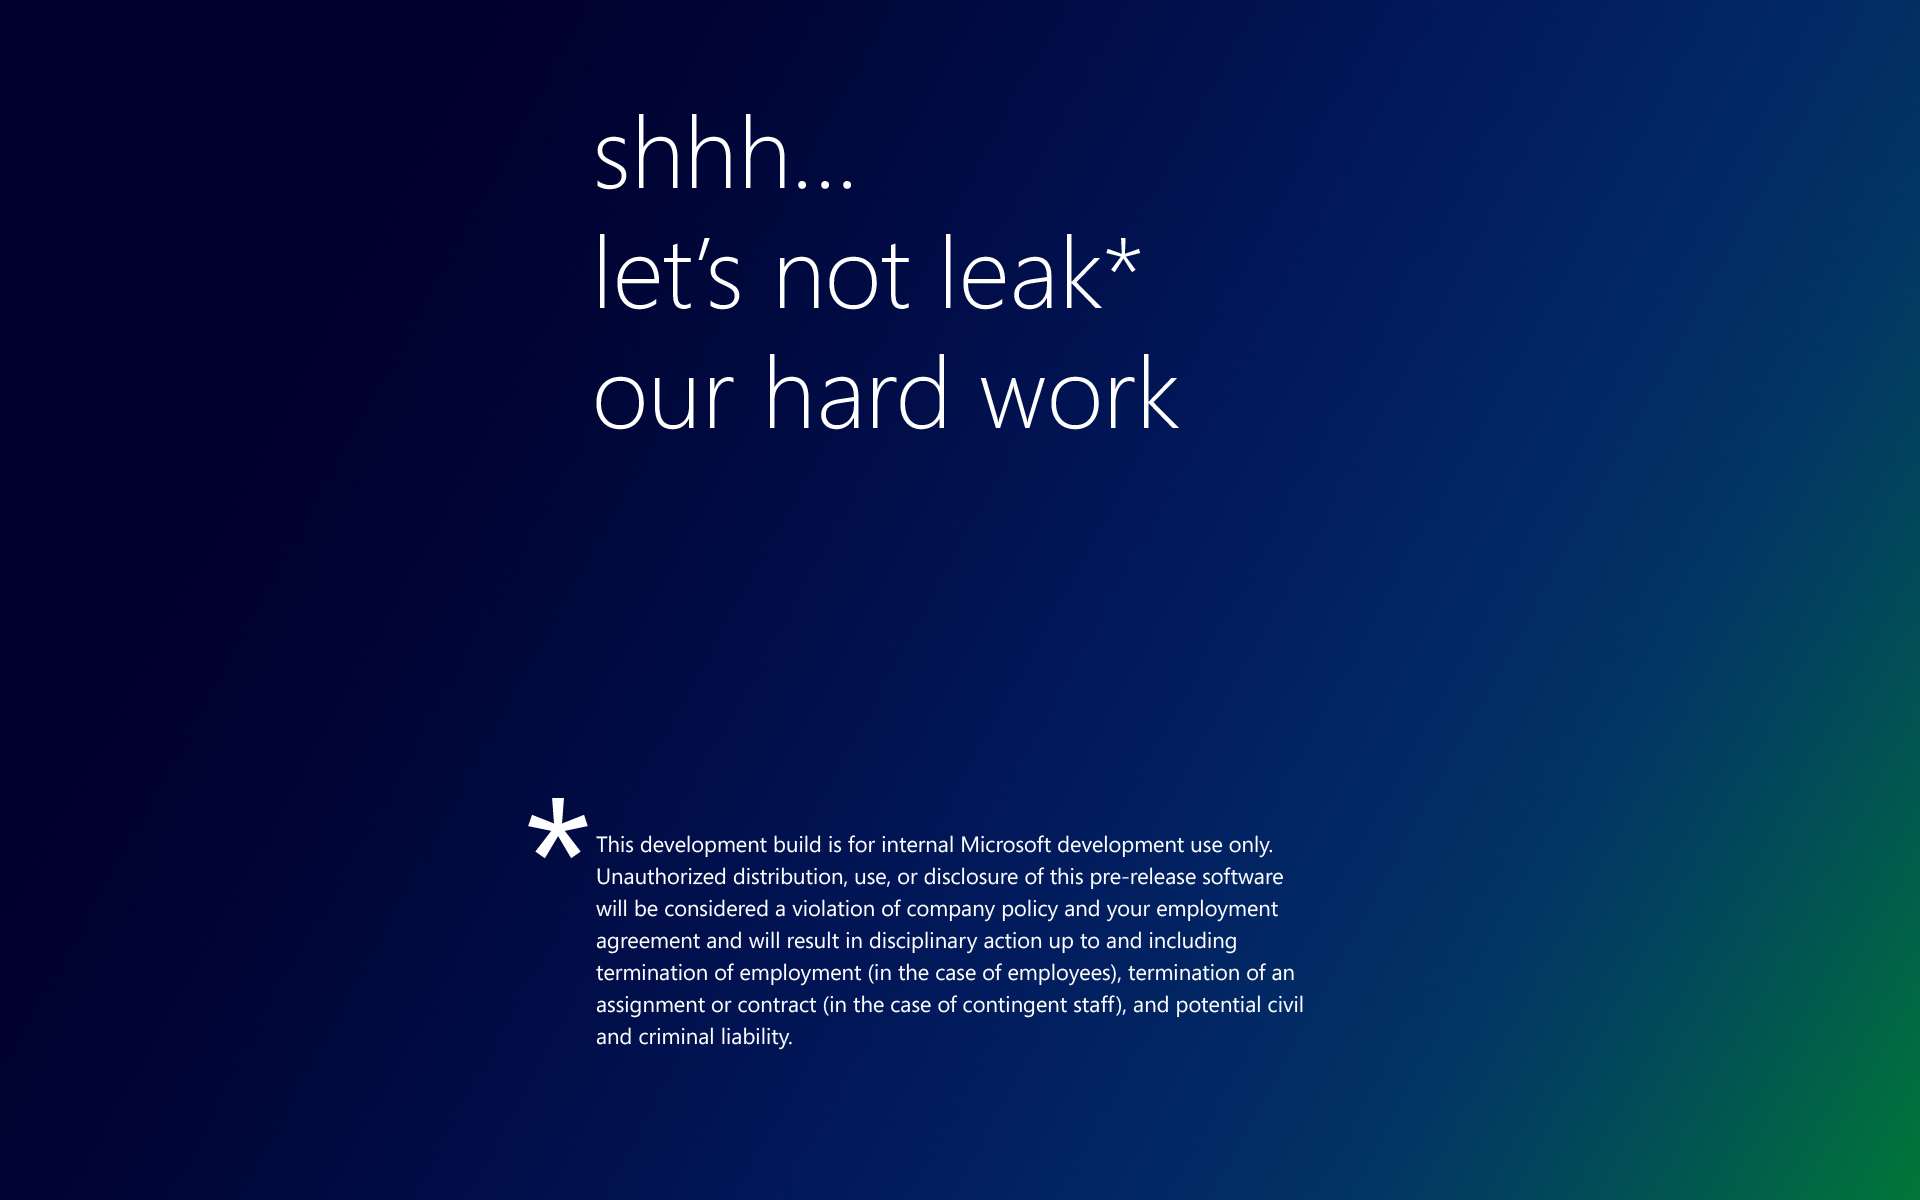 shhh...
let’s not leak*
our hard work
* This development build is for internal Microsoft development use only.
Unauthorized distribution, use, or disclosure of this pre-release software
will be considered a violation of company policy and your employment
agreement and will result in disciplinary action up to and including
termination of employment (in the case of employees), termination of an
assignment or contract (in the case of contingent staff), and potential civil
and criminal liability.